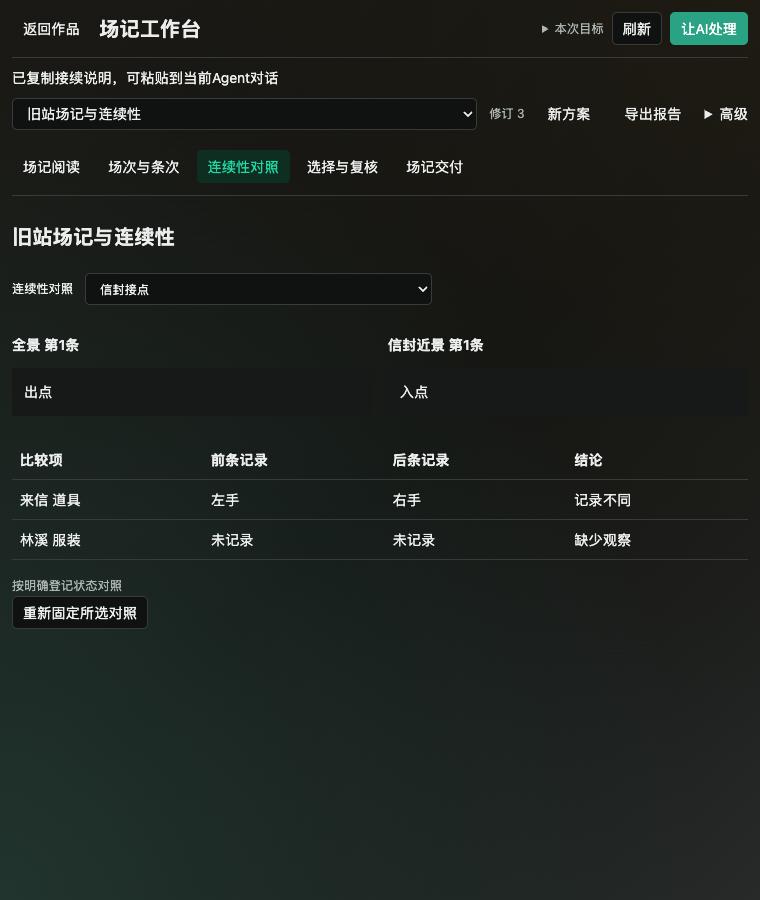 返回作品 场记工作台 ▶ 本次目标 刷新 让AI处理
已复制接续说明，可粘贴到当前Agent对话
旧站场记与连续性 修订 3 新方案 导出报告 ▶ 高级
场记阅读 场次与条次 连续性对照 选择与复核 场记交付
旧站场记与连续性
连续性对照 信封接点
全景 第1条 信封近景 第1条
出点 入点
比较项 前条记录 后条记录 结论
来信 道具 左手 右手 记录不同
林溪 服装 未记录 未记录 缺少观察
按明确登记状态对照
重新固定所选对照